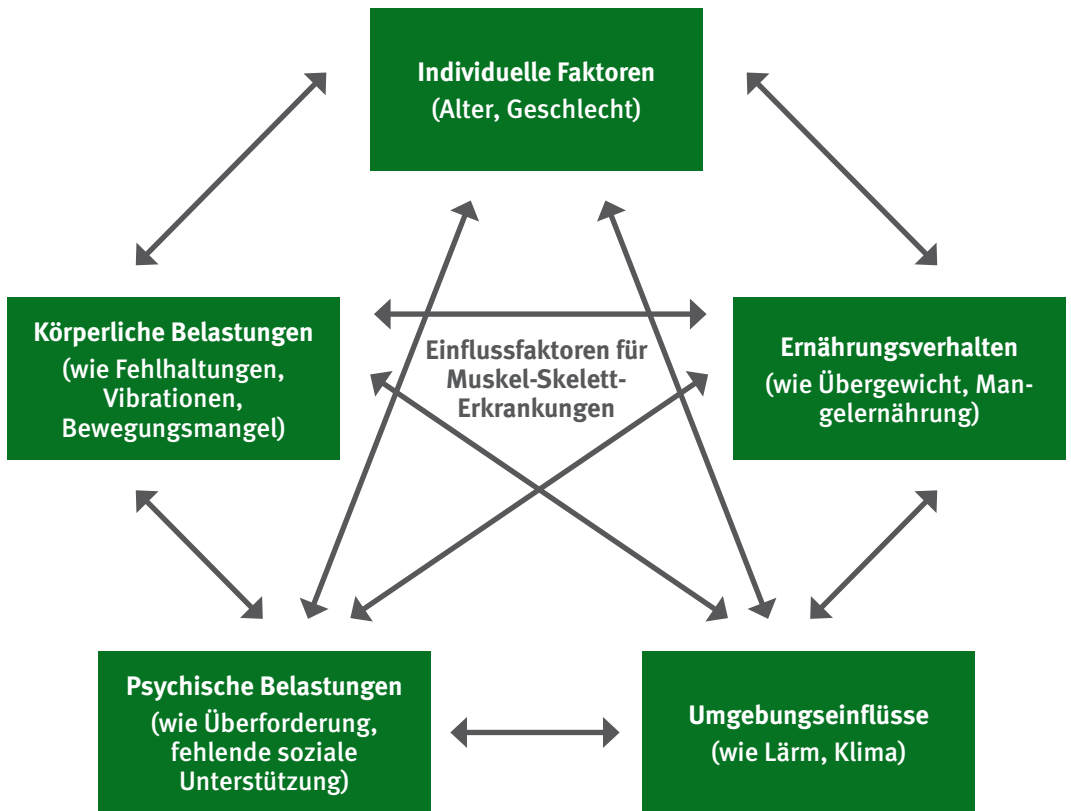 Individuelle Faktoren
(Alter, Geschlecht)
Körperliche Belastungen
(wie Fehlhaltungen,
Vibrationen,
Bewegungsmangel)
Einflussfaktoren für
Muskel-Skelett-
Erkrankungen
Ernährungsverhalten
(wie Übergewicht, Man-
gelernährung)
Psychische Belastungen
(wie Überforderung,
fehlende soziale
Unterstützung)
Umgebungseinflüsse
(wie Lärm, Klima)